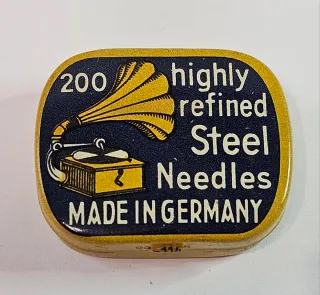 200 highly
refined
Steel
Needles
MADE IN GERMANY